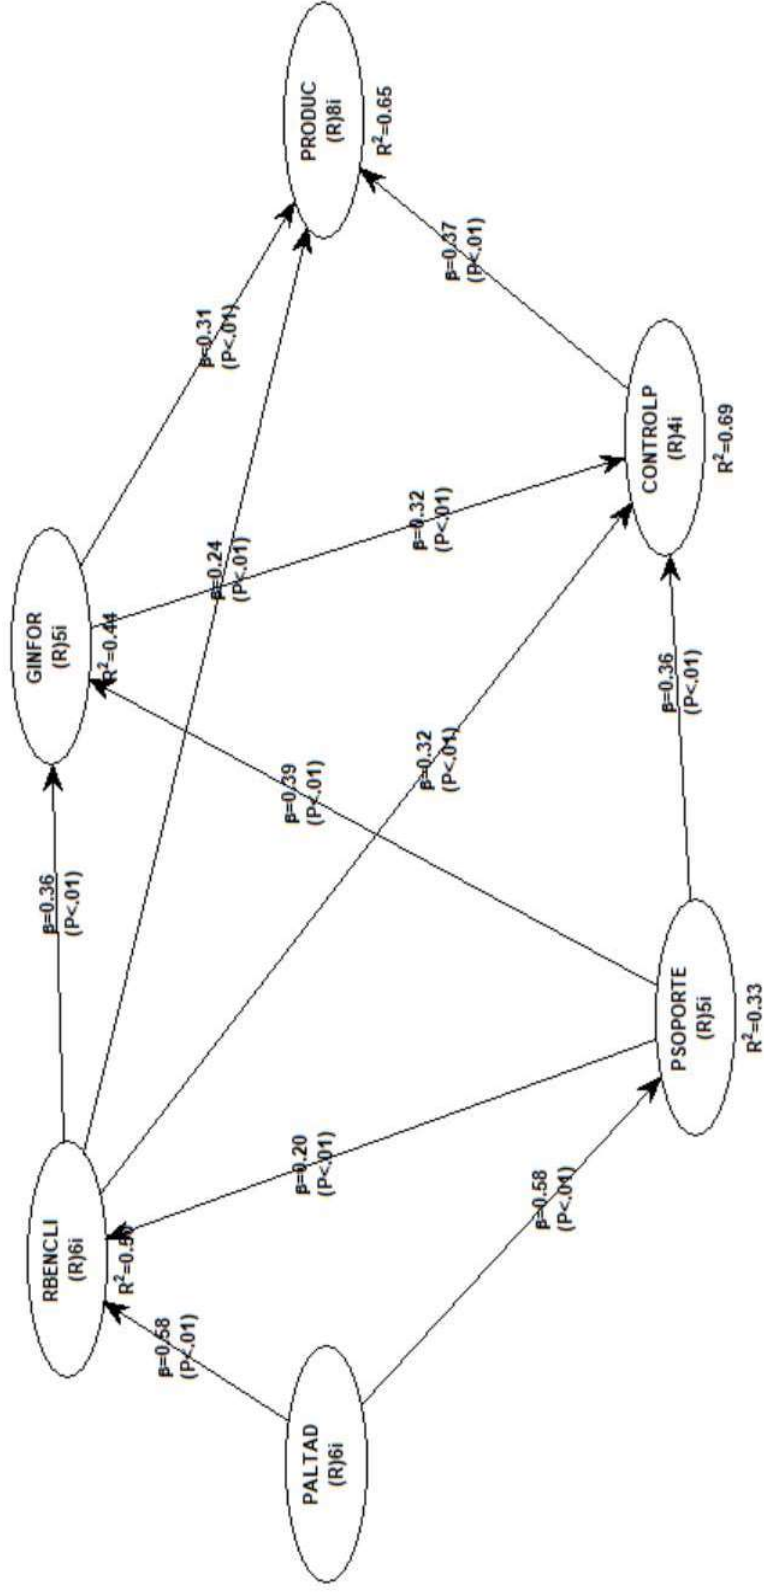 GINFOR
(R)5i
R²=0.44
RBENCLI
(R)6i
β=0.36
(P<.01)
β=0.58
(P<.01)
β=0.31
(P<.01)
β=0.24
(P<.01)
PALTAD
(R)6i
PRODUC
(R)8i
R²=0.65
β=0.20
(P<.01)
β=0.39
(P<.01)
β=0.32
(P<.01)
β=0.32
(P<.01)
β=0.37
(P<.01)
β=0.58
(P<.01)
PSOPORTE
(R)5i
R²=0.33
β=0.36
(P<.01)
CONTROLP
(R)4i
R²=0.69